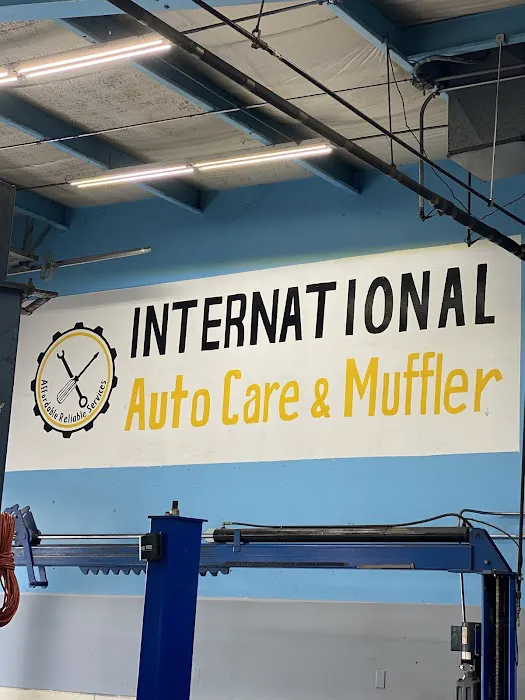 INTERNATIONAL
Auto Care & Muffler
Affordable Reliable Services